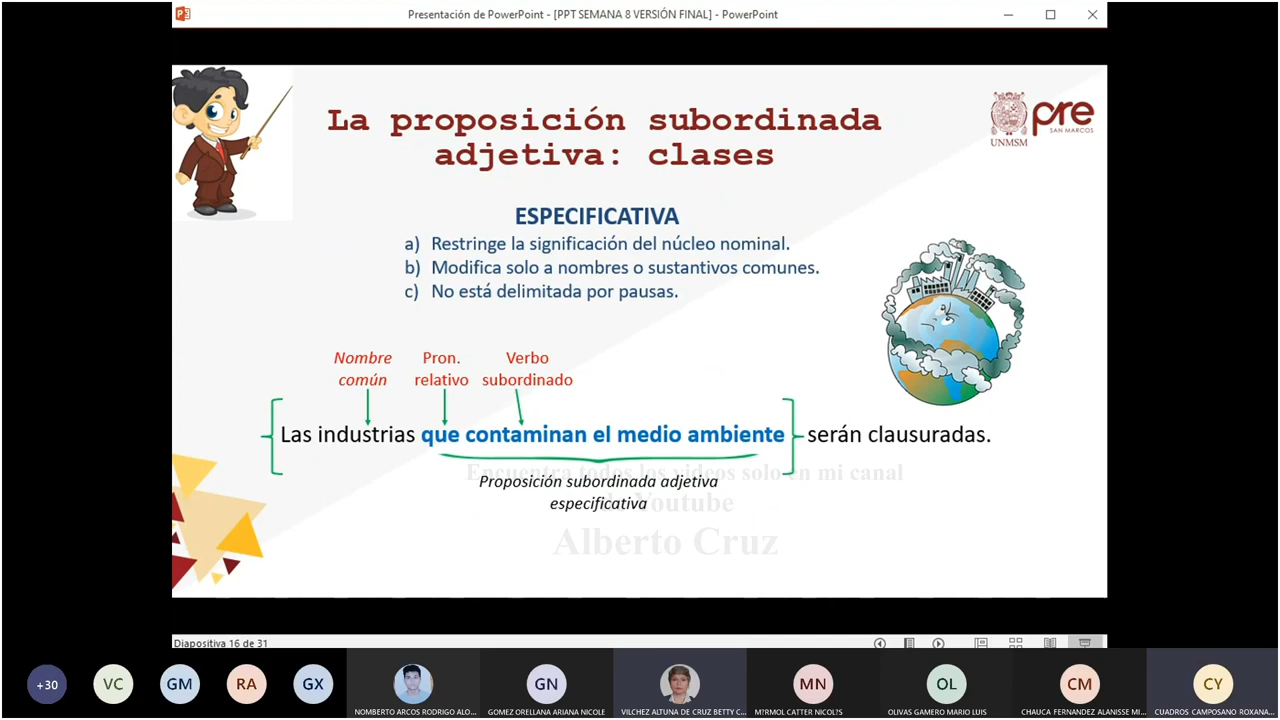 Presentación de PowerPoint - [PPT SEMANA 8 VERSIÓN FINAL] - PowerPoint
La proposición subordinada
adjetiva: clases
UNMSM
pre
SAN MARCOS
ESPECIFICATIVA
a) Restringe la significación del núcleo nominal.
b) Modifica solo a nombres o sustantivos comunes.
c) No está delimitada por pausas.
Nombre común
Pron. relativo
Verbo subordinado
Las industrias que contaminan el medio ambiente serán clausuradas.
Encuentra todos los videos solo en mi canal
Proposición subordinada adjetiva
especificativa
de Youtube
Alberto Cruz
Diapositiva 16 de 31
+30
VC
GM
RA
GX
GN
MN
OL
CM
CY
NOMBERTO ARCOS RODRIGO ALO...
GOMEZ ORELLANA ARIANA NICOLE
VILCHEZ ALTUNA DE CRUZ BETTY C...
M?RMOL CATTER NICOL?S
OLIVAS GAMERO MARIO LUIS
CHAUCA FERNANDEZ ALANISSE MI...
CUADROS CAMPOSANO ROXANA...